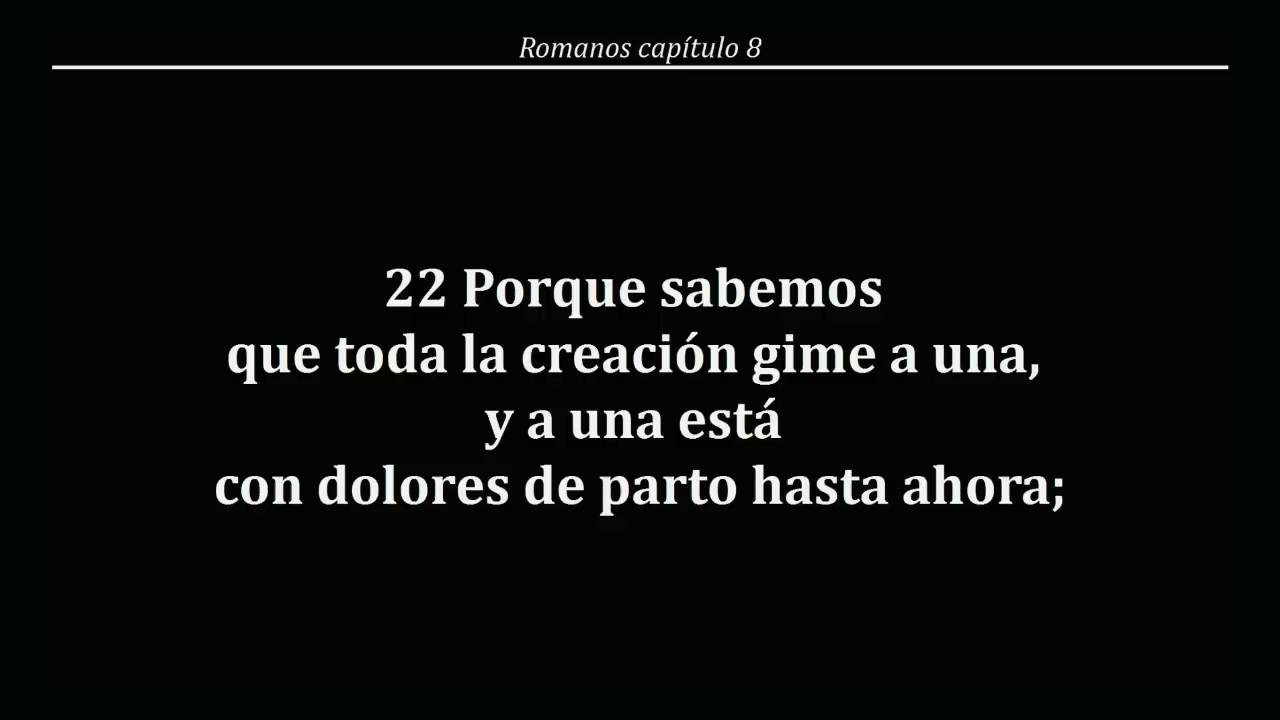 Romanos capítulo 8
22 Porque sabemos
que toda la creación gime a una,
y a una está
con dolores de parto hasta ahora;